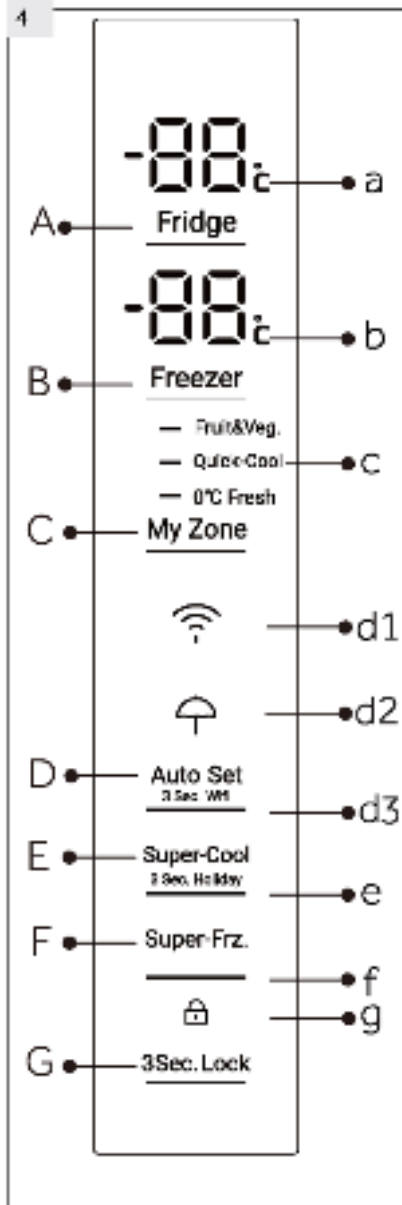 4
-88°c
a
A
Fridge
-88°c
b
B
Freezer
Fruit&Veg.
Quick-Cool
c
0°C Fresh
C
My Zone
d1
d2
D
Auto Set
3 Sec. Wifi
d3
E
Super-Cool
3 Sec. Holiday
e
F
Super-Frz.
f
g
G
3Sec. Lock